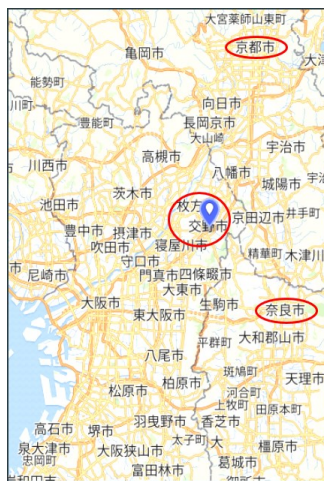 大宮薬師山東町
京都市
亀岡市
能勢町
向日市
川町
豊能町
長岡京市
大山崎
宇治市
高槻市
八幡市
川西市
城陽市
茨木市
池田市
枚方
井手町
京田辺市
交野市
豊中市
摂津市
吹田市
寝屋川市
精華町
木津川
守口市
尼崎市
門真市
四條畷市
大東市
生駒市
奈良市
大阪市
東大阪市
大和郡山市
平群町
八尾市
斑鳩町
天理市
柏原市
河合町
松原市
上牧町
田原本町
羽曳野市
香芝市
高石市
堺市
太子町
大
橿原市
泉大津市
大阪狭山市
忠岡町
葛城市
富田林市